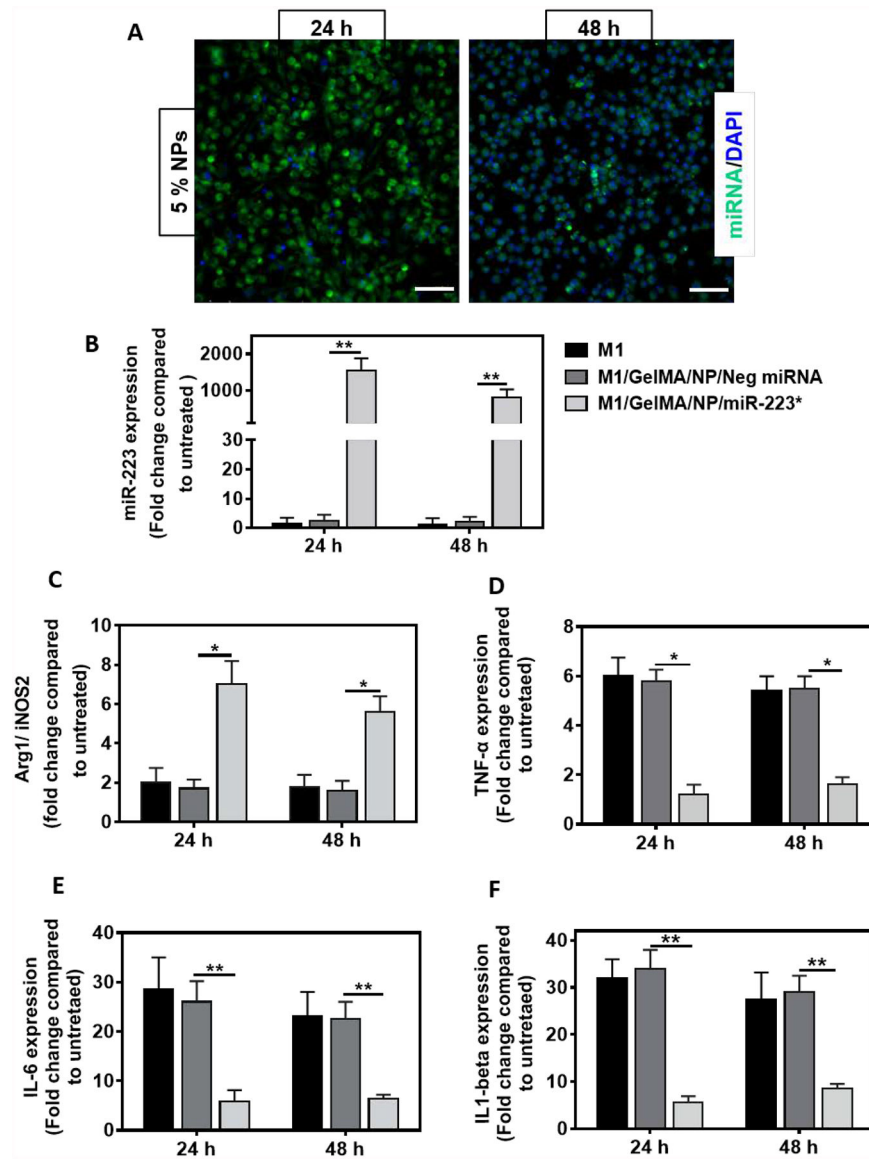 A
24 h
48 h
5 % NPs
miRNA/DAPI
B
miR-223 expression
(Fold change compared
to untreated )
2000
1000
30
20
10
0
24 h
48 h
**
**
M1
M1/GelMA/NP/Neg miRNA
M1/GelMA/NP/miR-223*
C
Arg1/ iNOS2
(fold change compared
to untreated)
10
8
6
4
2
0
*
*
24 h
48 h
D
TNF-α expression
(Fold change compared
to untretaed)
8
6
4
2
0
*
*
24 h
48 h
E
IL-6 expression
(Fold change compared
to untretaed)
40
30
20
10
0
**
**
24 h
48 h
F
IL1-beta expression
(Fold change compared
to untreated)
40
30
20
10
0
**
**
24 h
48 h